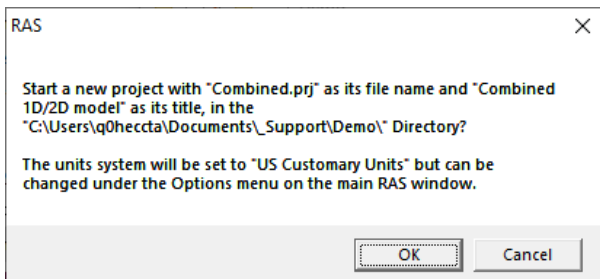 RAS
Start a new project with "Combined.prj" as its file name and "Combined
1D/2D model" as its title, in the
"C:\Users\q0heccta\Documents\_Support\Demo\" Directory?
The units system will be set to "US Customary Units" but can be
changed under the Options menu on the main RAS window.
OK Cancel